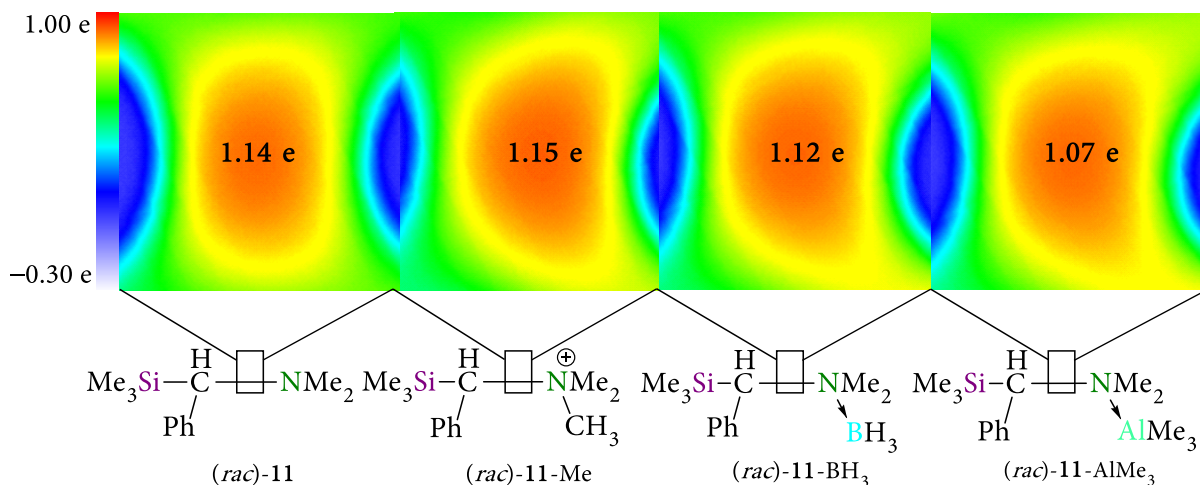 1.00 e
−0.30 e
1.14 e
1.15 e
1.12 e
1.07 e
H
Me₃Si—C—NMe₂
Ph
(rac)-11
H ⊕
Me₃Si—C—NMe₂
Ph CH₃
(rac)-11-Me
H
Me₃Si—C—NMe₂
Ph BH₃
(rac)-11-BH₃
H
Me₃Si—C—NMe₂
Ph AlMe₃
(rac)-11-AlMe₃